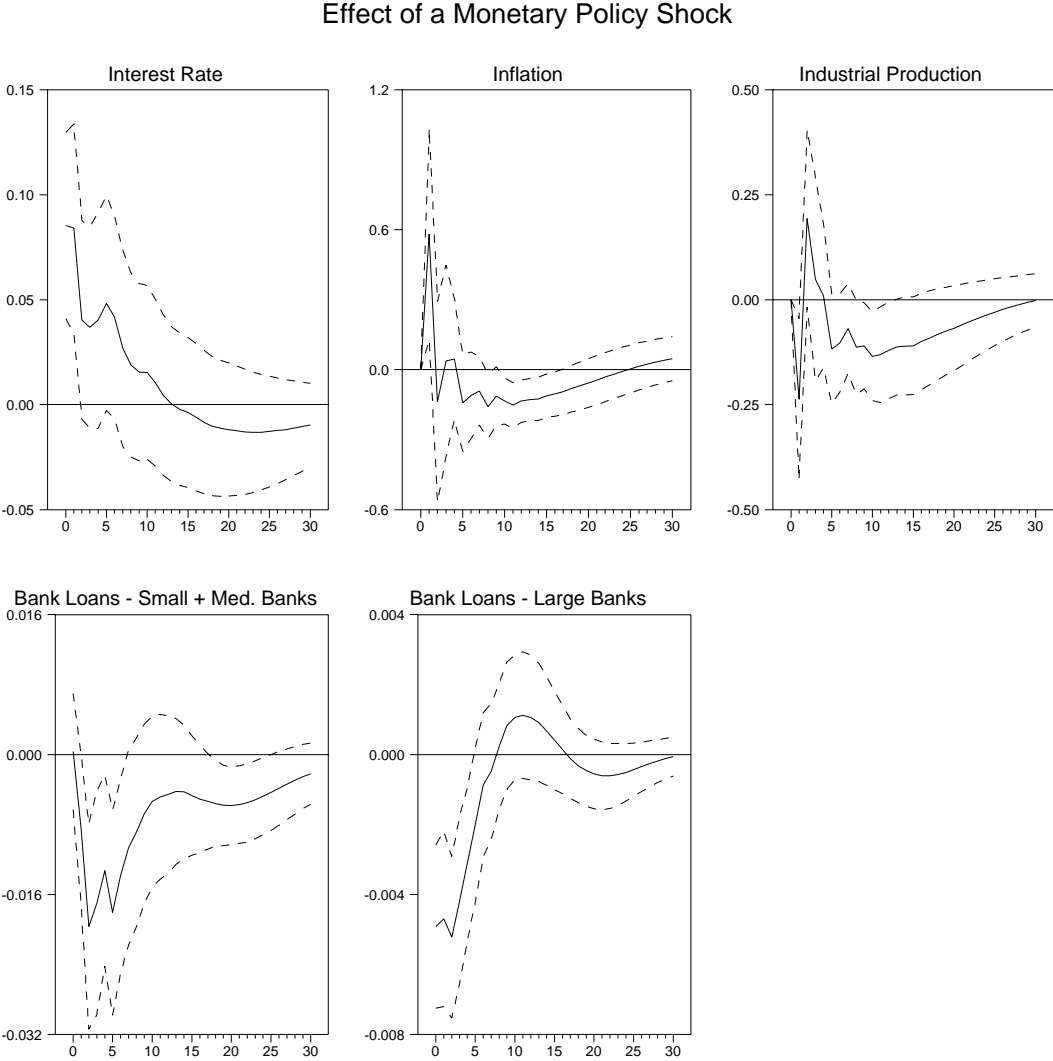 Effect of a Monetary Policy Shock
Interest Rate
0.15
0.10
0.05
0.00
-0.05
0 5 10 15 20 25 30
Inflation
1.2
0.6
0.0
-0.6
0 5 10 15 20 25 30
Industrial Production
0.50
0.25
0.00
-0.25
-0.50
0 5 10 15 20 25 30
Bank Loans - Small + Med. Banks
0.016
0.000
-0.016
-0.032
0 5 10 15 20 25 30
Bank Loans - Large Banks
0.004
0.000
-0.004
-0.008
0 5 10 15 20 25 30